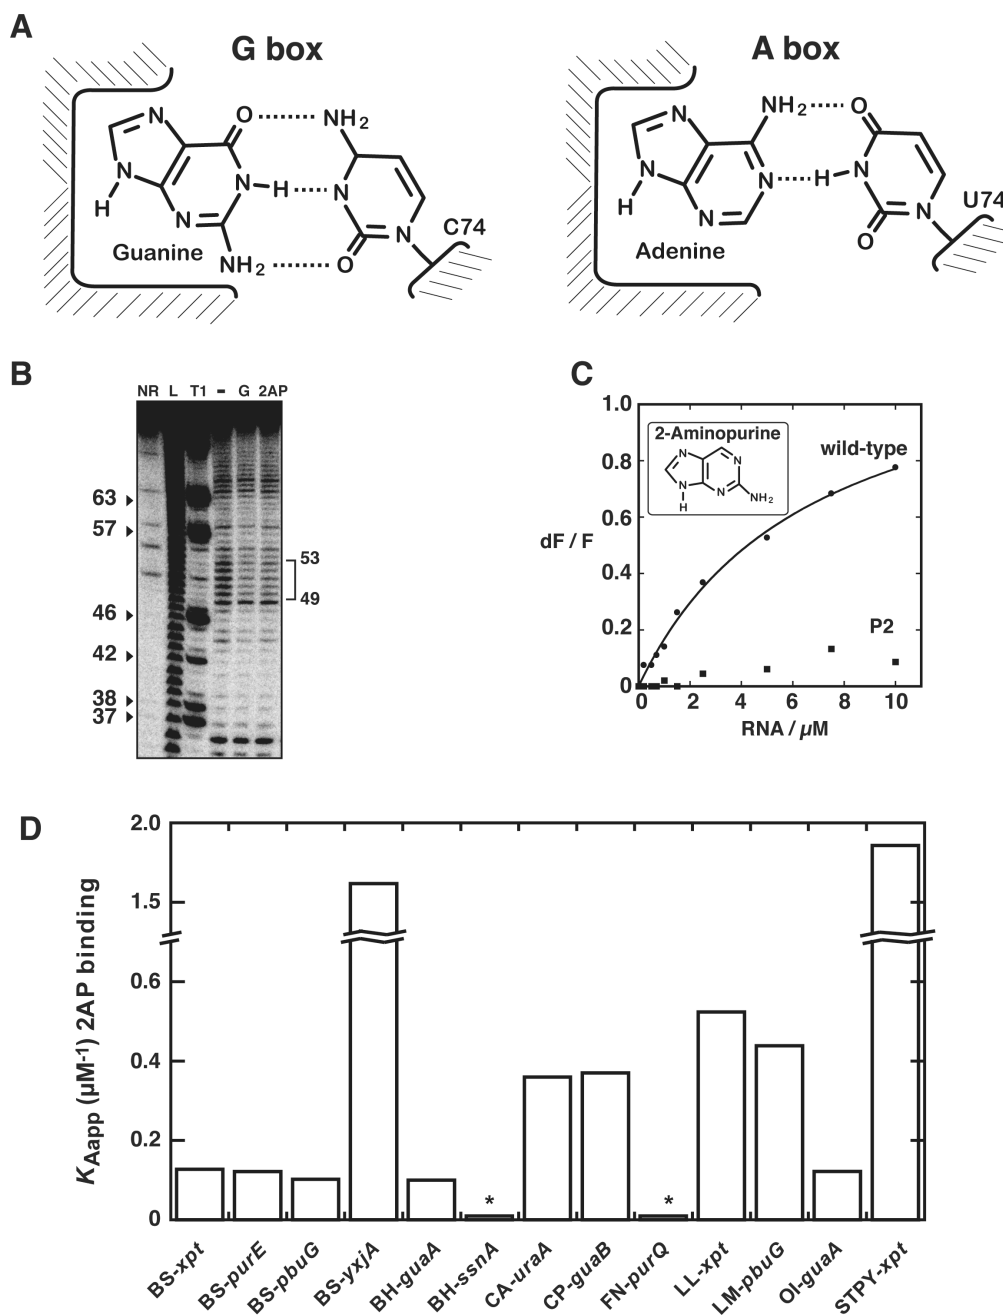 A
G box
A box
N
O
NH₂
N
H
N
H
N
N
N
O
NH₂
Guanine
C74
N
NH₂
O
N
H
N
N
H
N
N
O
N
Adenine
U74
B
NR L T1 - G 2AP
63
57
53
49
46
42
38
37
C
1.0
0.8
0.6
0.4
0.2
0
dF / F
2-Aminopurine
N
N
N
H
N
NH₂
wild-type
P2
0 2 4 6 8 10
RNA / µM
D
2.0
1.5
0.6
0.4
0.2
0
KAapp (µM⁻¹) 2AP binding
* *
BS-xpt
BS-purE
BS-pbuG
BS-yxjA
BH-guaA
BH-ssnA
CA-uraA
CP-guaB
FN-purQ
LL-xpt
LM-pbuG
OI-guaA
STPY-xpt